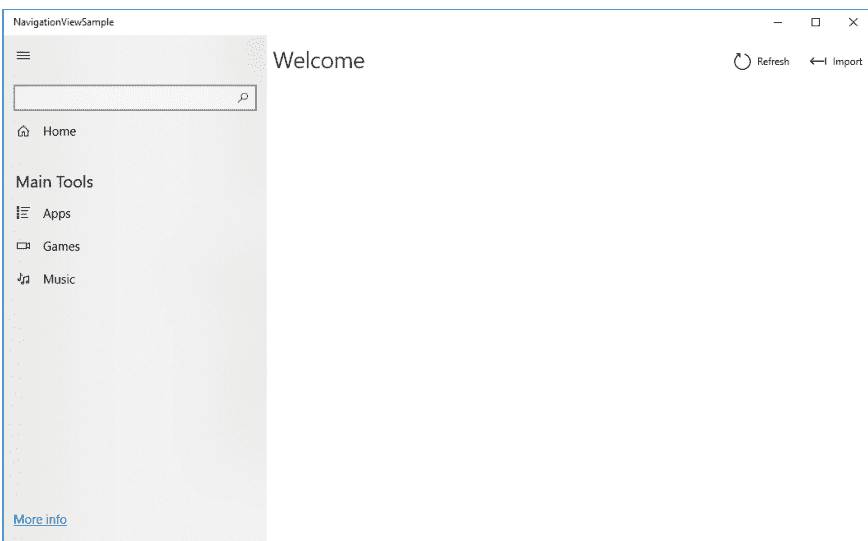 NavigationViewSample
Welcome
Refresh
Import
Home
Main Tools
Apps
Games
Music
More info